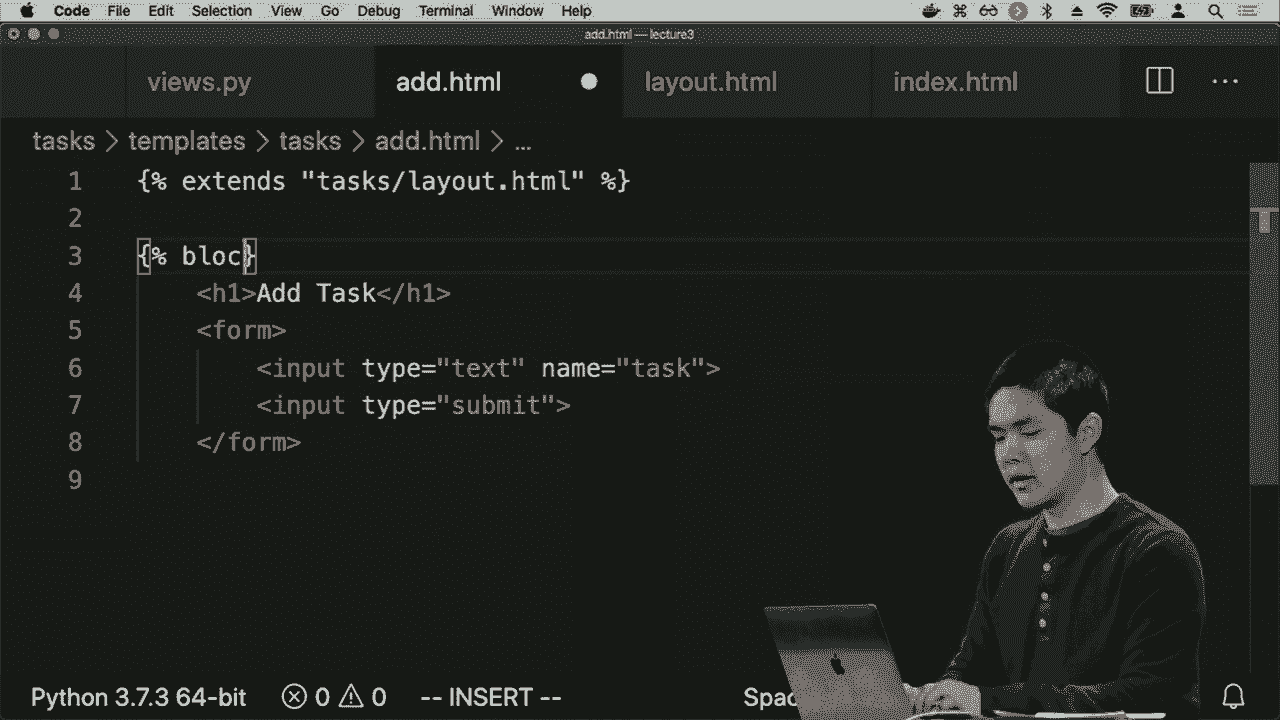 Code File Edit Selection View Go Debug Terminal Window Help
add.html — lecture3
views.py add.html layout.html index.html ...
tasks > templates > tasks > add.html > ...
1 {% extends "tasks/layout.html" %}
2
3 {% bloc}
4 <h1>Add Task</h1>
5 <form>
6 <input type="text" name="task">
7 <input type="submit">
8 </form>
9
Python 3.7.3 64-bit 0 0 -- INSERT -- Spac